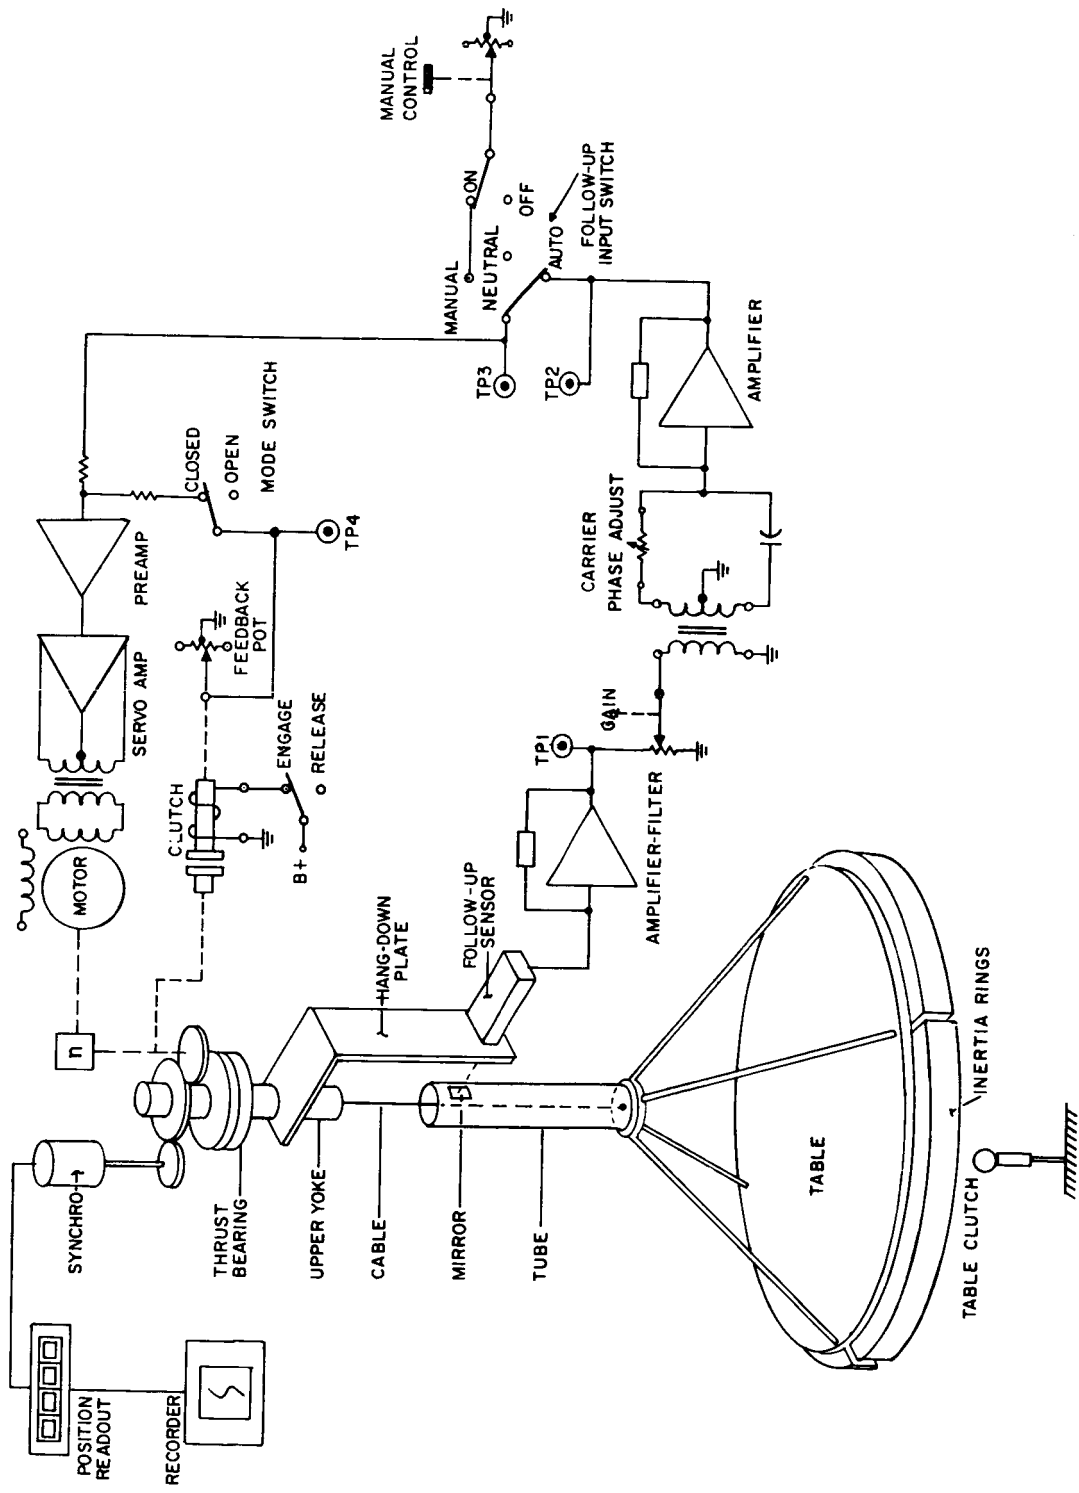 POSITION
READOUT
RECORDER
SYNCHRO
THRUST
BEARING
UPPER YOKE
CABLE
MIRROR
TUBE
TABLE
TABLE CLUTCH
INERTIA RINGS
n
MOTOR
CLUTCH
B+
ENGAGE
RELEASE
HANG-DOWN
PLATE
FOLLOW-UP
SENSOR
AMPLIFIER-FILTER
TP1
GAIN
SERVO AMP
PREAMP
FEEDBACK
POT
CLOSED
OPEN
MODE SWITCH
TP4
CARRIER
PHASE ADJUST
AMPLIFIER
TP3
TP2
MANUAL
NEUTRAL
AUTO
ON
OFF
FOLLOW-UP
INPUT SWITCH
MANUAL
CONTROL